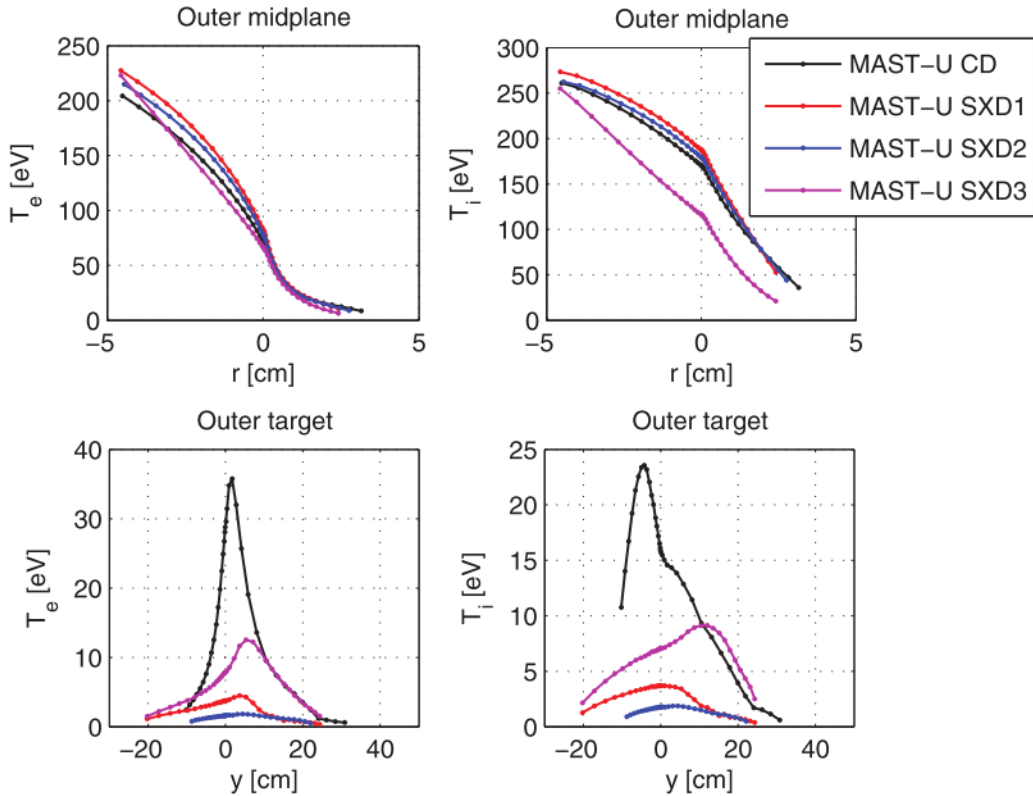 Outer midplane
250
200
150
100
50
0
T_e [eV]
−5
0
5
r [cm]
Outer midplane
300
250
200
150
100
50
0
T_i [eV]
−5
0
5
r [cm]
MAST−U CD
MAST−U SXD1
MAST−U SXD2
MAST−U SXD3
Outer target
40
30
20
10
0
T_e [eV]
−20
0
20
40
y [cm]
Outer target
25
20
15
10
5
0
T_i [eV]
−20
0
20
40
y [cm]